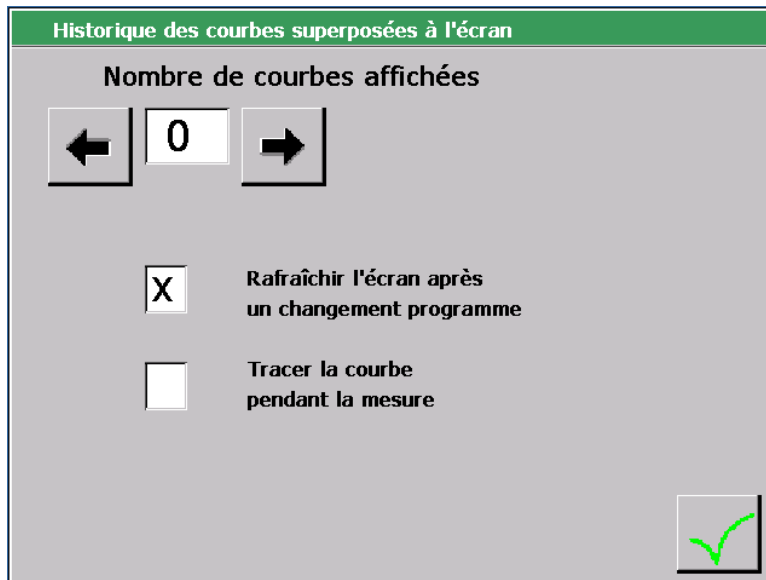 Historique des courbes superposées à l'écran
Nombre de courbes affichées
0
X
Rafraîchir l'écran après
un changement programme
Tracer la courbe
pendant la mesure